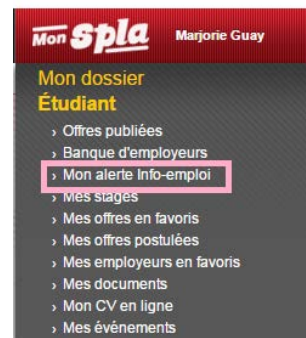 Mon spla Marjorie Guay
Mon dossier
Étudiant
› Offres publiées
› Banque d'employeurs
› Mon alerte Info-emploi
› Mes stages
› Mes offres en favoris
› Mes offres postulées
› Mes employeurs en favoris
› Mes documents
› Mon CV en ligne
› Mes événements